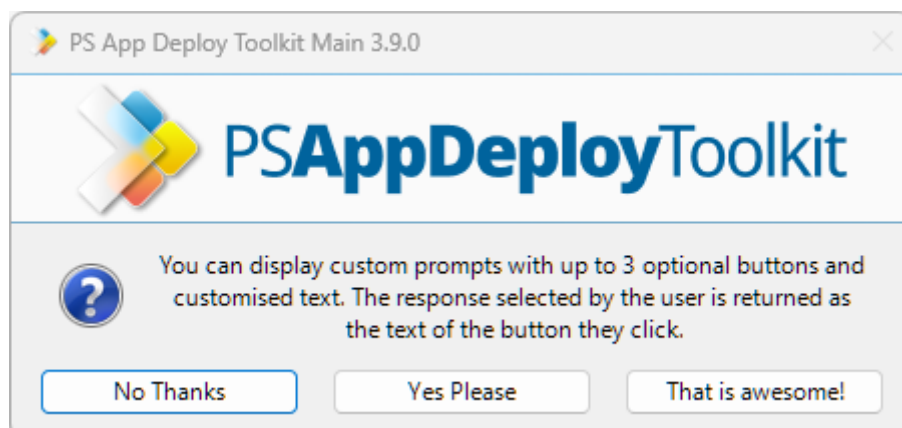 PS App Deploy Toolkit Main 3.9.0
PSAppDeployToolkit
You can display custom prompts with up to 3 optional buttons and
customised text. The response selected by the user is returned as
the text of the button they click.
No Thanks
Yes Please
That is awesome!